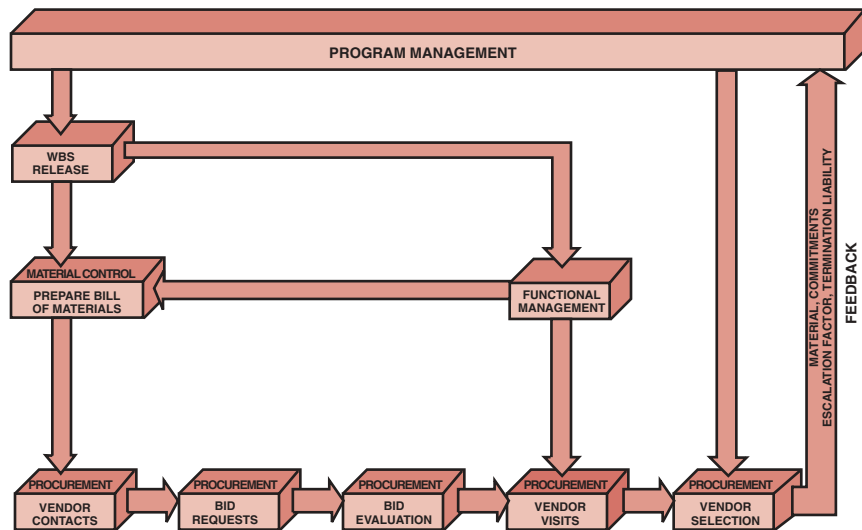 PROGRAM MANAGEMENT
WBS
RELEASE
MATERIAL CONTROL
PREPARE BILL
OF MATERIALS
FUNCTIONAL
MANAGEMENT
MATERIAL, COMMITMENTS
ESCALATION FACTOR, TERMINATION LIABILITY
FEEDBACK
PROCUREMENT
VENDOR
CONTACTS
PROCUREMENT
BID
REQUESTS
PROCUREMENT
BID
EVALUATION
PROCUREMENT
VENDOR
VISITS
PROCUREMENT
VENDOR
SELECTION